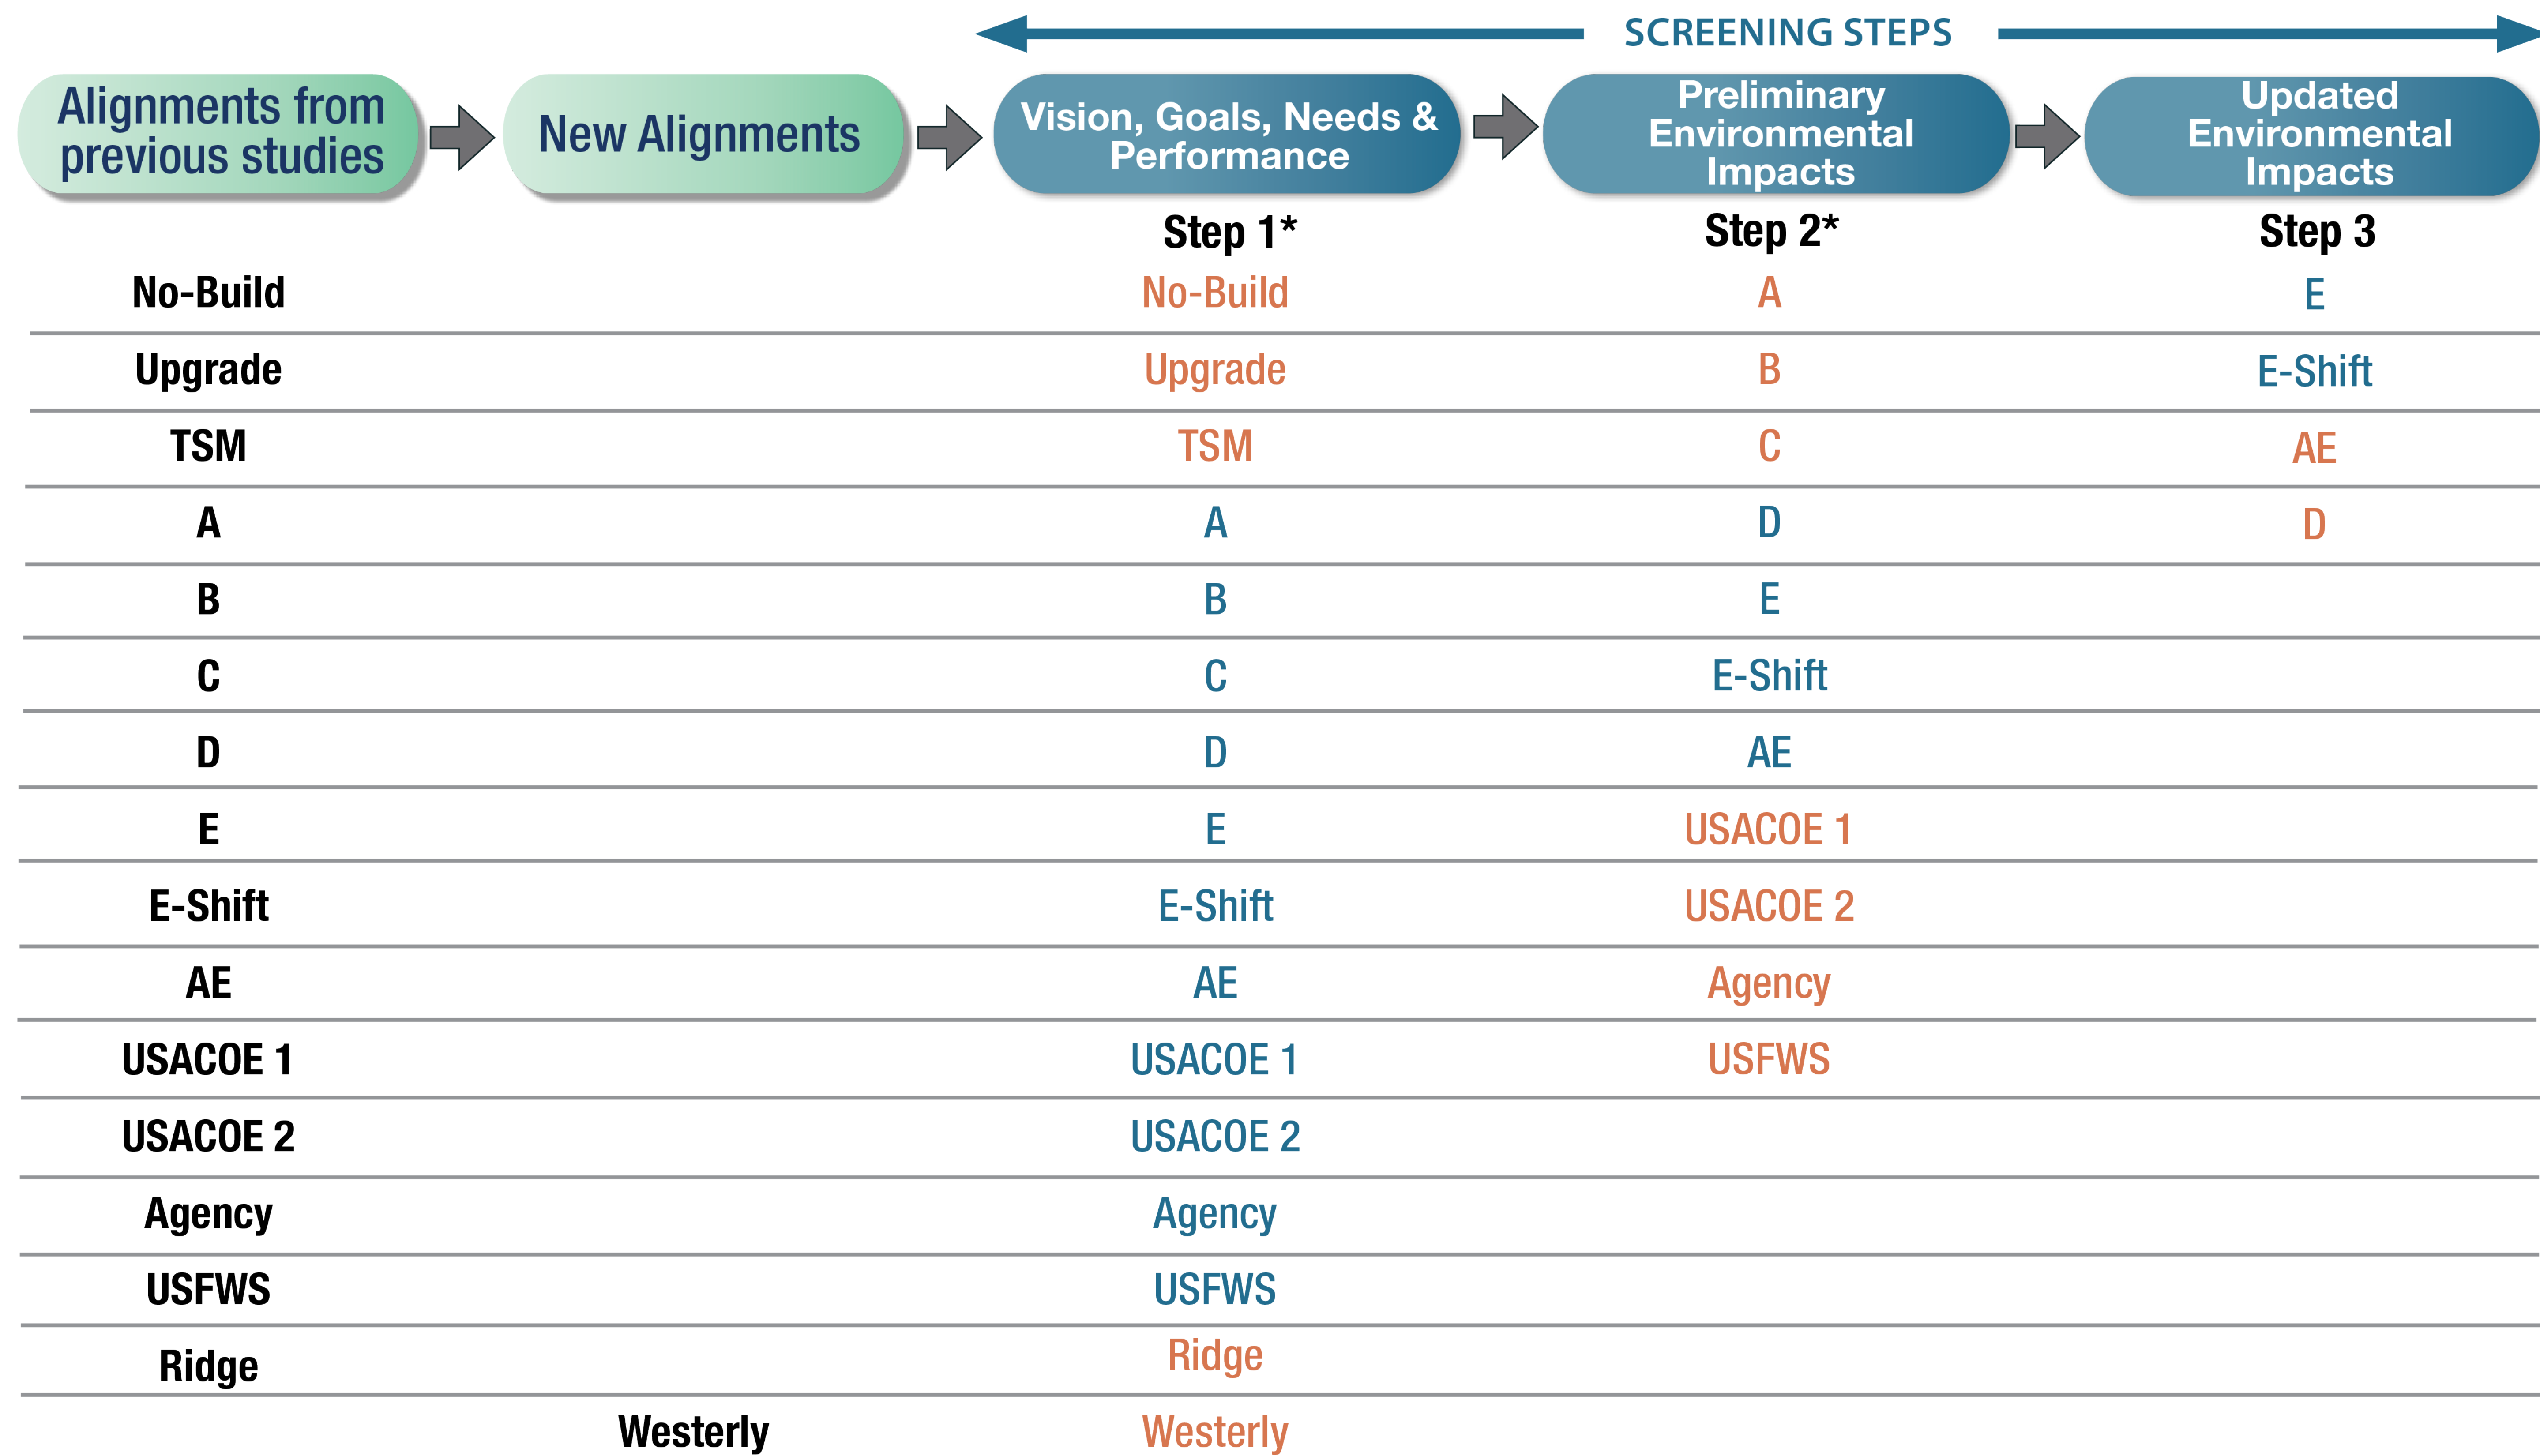 SCREENING STEPS
Alignments from
previous studies
New Alignments
Vision, Goals, Needs &
Performance
Preliminary
Environmental
Impacts
Updated
Environmental
Impacts
Step 1* Step 2* Step 3
No-Build No-Build A E
Upgrade Upgrade B E-Shift
TSM TSM C AE
A A D D
B B E
C C E-Shift
D D AE
E E USACOE 1
E-Shift E-Shift USACOE 2
AE AE Agency
USACOE 1 USACOE 1 USFWS
USACOE 2 USACOE 2
Agency Agency
USFWS USFWS
Ridge Ridge
Westerly Westerly